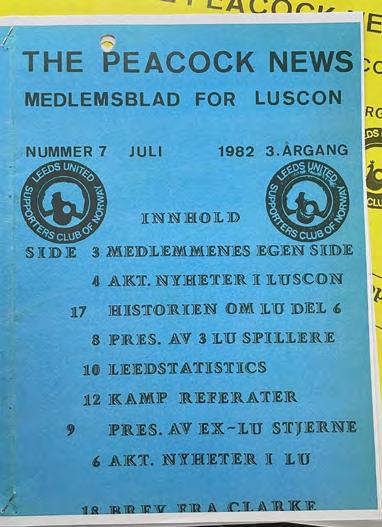 THE PEACOCK NEWS
MEDLEMSBLAD FOR LUSCON
NUMMER 7 JULI 1982 3.ÅRGANG
LEEDS UNITED
SUPPORTERS CLUB OF NORWAY
LEEDS UNITED
SUPPORTERS CLUB OF NORWAY
INNHOLD
SIDE 3 MEDLEMMENES EGEN SIDE
4 AKT. NYHETER I LUSCON
17 HISTORIEN OM LU DEL 6
8 PRES. AV 3 LU SPILLERE
10 LEEDSTATISTICS
12 KAMP REFERATER
9 PRES. AV EX-LU STJERNE
6 AKT. NYHETER I LU
18 BREV FRA CLARKE